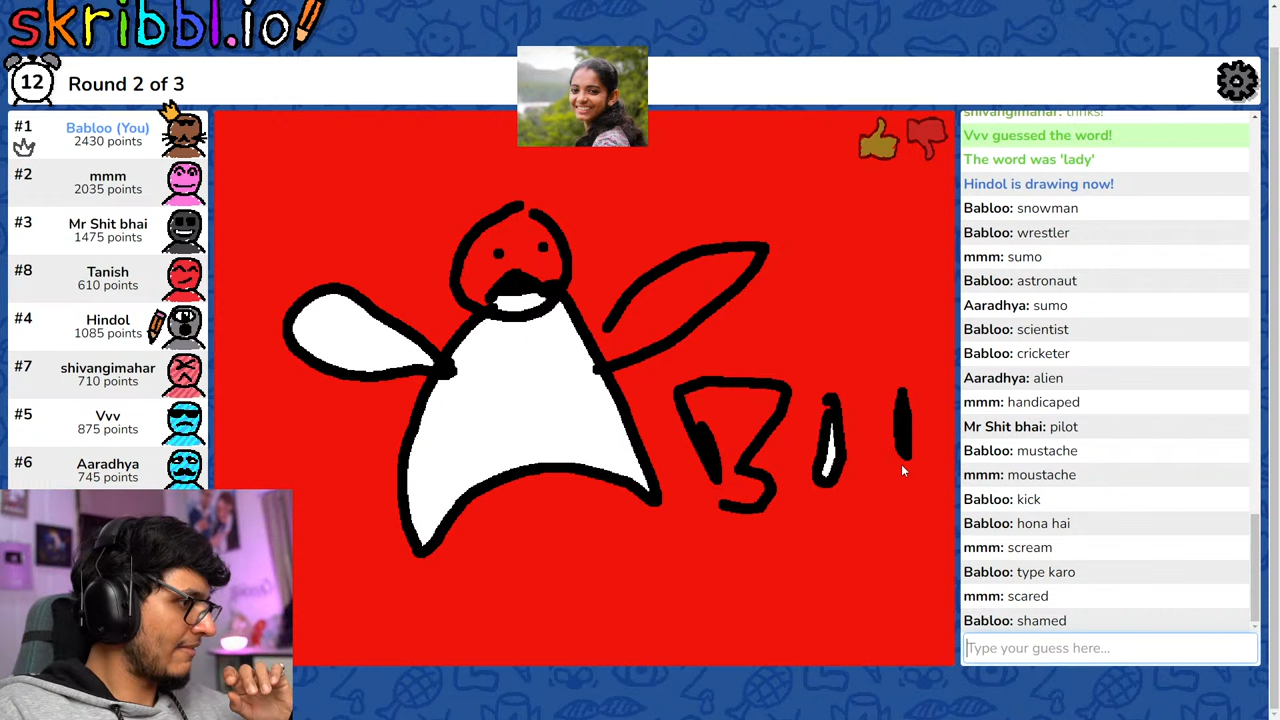 skribbl.io
12
Round 2 of 3
#1
Babloo (You)
2430 points
#2
mmm
2035 points
#3
Mr Shit bhai
1475 points
#8
Tanish
610 points
#4
Hindol
1085 points
#7
shivangimahar
710 points
#5
Vvv
875 points
#6
Aaradhya
745 points
shivangimahar: thinks!
Vvv guessed the word!
The word was 'lady'
Hindol is drawing now!
Babloo: snowman
Babloo: wrestler
mmm: sumo
Babloo: astronaut
Aaradhya: sumo
Babloo: scientist
Babloo: cricketer
Aaradhya: alien
mmm: handicaped
Mr Shit bhai: pilot
Babloo: mustache
mmm: moustache
Babloo: kick
Babloo: hona hai
mmm: scream
Babloo: type karo
mmm: scared
Babloo: shamed
Type your guess here...